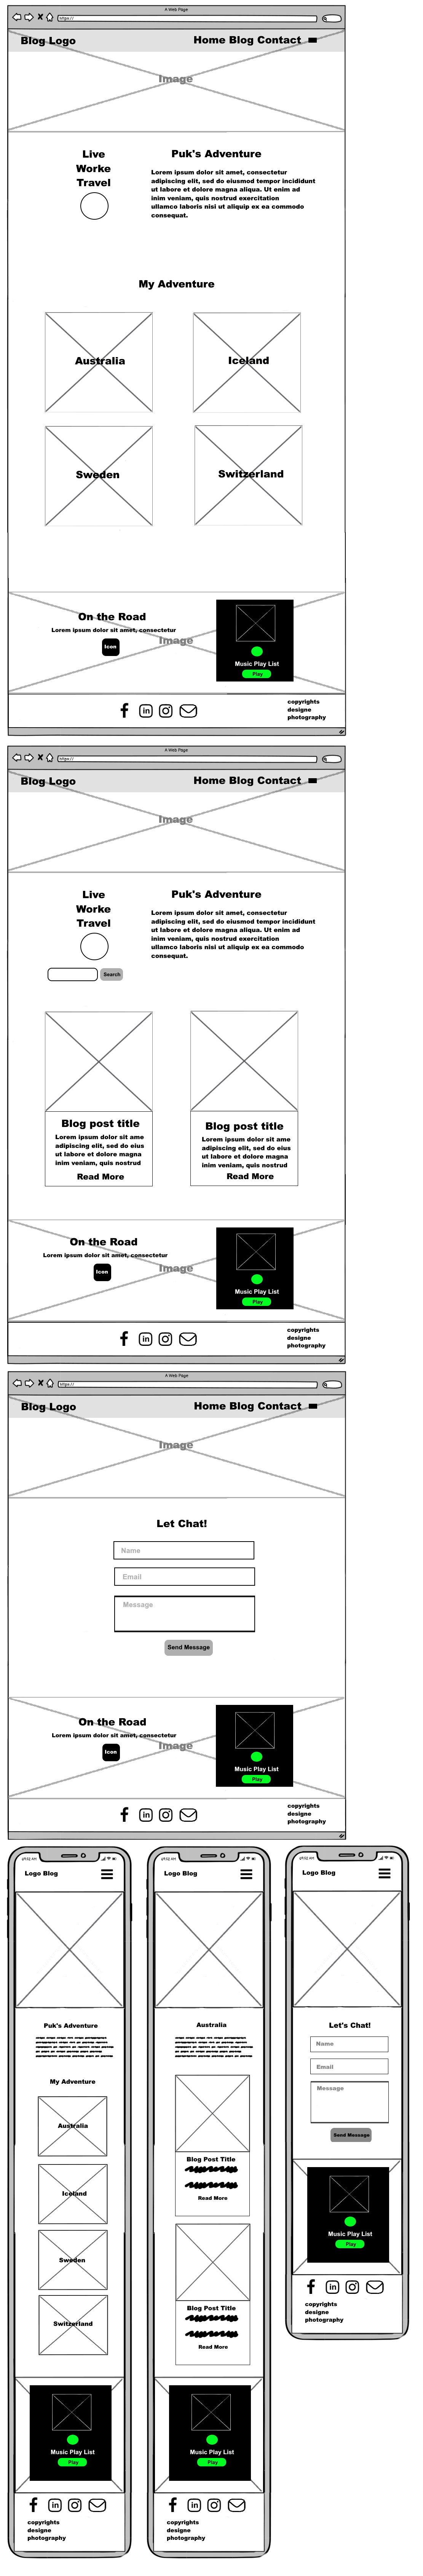 A Web Page
https://
Blog Logo
Home Blog Contact
Image
Live
Worke
Travel
Puk's Adventure
Lorem ipsum dolor sit amet, consectetur
adipiscing elit, sed do eiusmod tempor incididunt
ut labore et dolore magna aliqua. Ut enim ad
inim veniam, quis nostrud exercitation
ullamco laboris nisi ut aliquip ex ea commodo
consequat.
My Adventure
Australia
Iceland
Sweden
Switzerland
On the Road
Lorem ipsum dolor sit amet, consectetur
Icon
Image
Music Play List
Play
f
in
copyrights
designe
photography
A Web Page
https://
Blog Logo
Home Blog Contact
Image
Live
Worke
Travel
Puk's Adventure
Lorem ipsum dolor sit amet, consectetur
adipiscing elit, sed do eiusmod tempor incididunt
ut labore et dolore magna aliqua. Ut enim ad
inim veniam, quis nostrud exercitation
ullamco laboris nisi ut aliquip ex ea commodo
consequat.
Search
Blog post title
Lorem ipsum dolor sit ame
adipiscing elit, sed do eius
ut labore et dolore magna
inim veniam, quis nostrud
Read More
Blog post title
Lorem ipsum dolor sit ame
adipiscing elit, sed do eius
ut labore et dolore magna
inim veniam, quis nostrud
Read More
On the Road
Lorem ipsum dolor sit amet, consectetur
Icon
Image
Music Play List
Play
f
in
copyrights
designe
photography
A Web Page
https://
Blog Logo
Home Blog Contact
Image
Let Chat!
Name
Email
Message
Send Message
On the Road
Lorem ipsum dolor sit amet, consectetur
Icon
Image
Music Play List
Play
f
in
copyrights
designe
photography
Logo Blog
Puk's Adventure
My Adventure
Australia
Iceland
Sweden
Switzerland
Music Play List
Play
f
in
copyrights
designe
photography
Logo Blog
Australia
Blog Post Title
Read More
Blog Post Title
Read More
Music Play List
Play
f
in
copyrights
designe
photography
Logo Blog
Let's Chat!
Name
Email
Message
Send Message
Music Play List
Play
f
in
copyrights
designe
photography